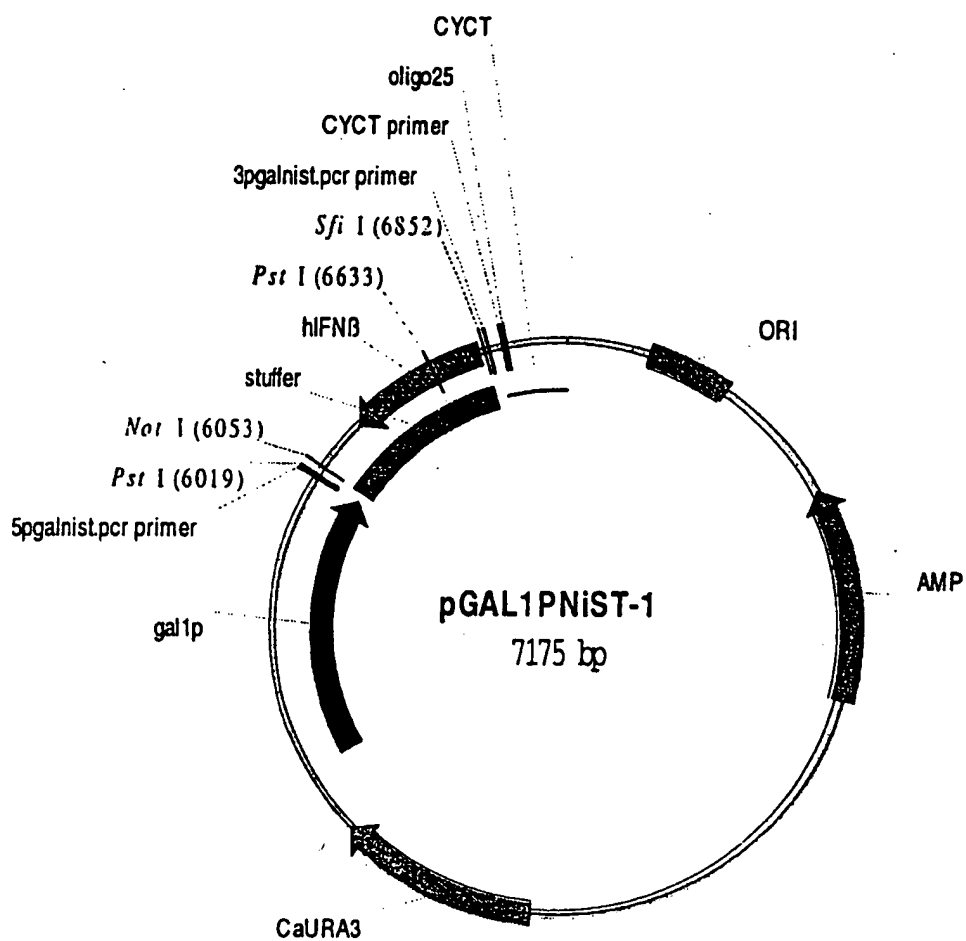 CYCT
oligo25
CYCT primer
3pgalnist.pcr primer
Sfi I (6852)
Pst I (6633)
hIFNß
stuffer
Not I (6053)
Pst I (6019)
5pgalnist.pcr primer
gal1p
ORI
AMP
pGAL1PNiST-1
7175 bp
CaURA3